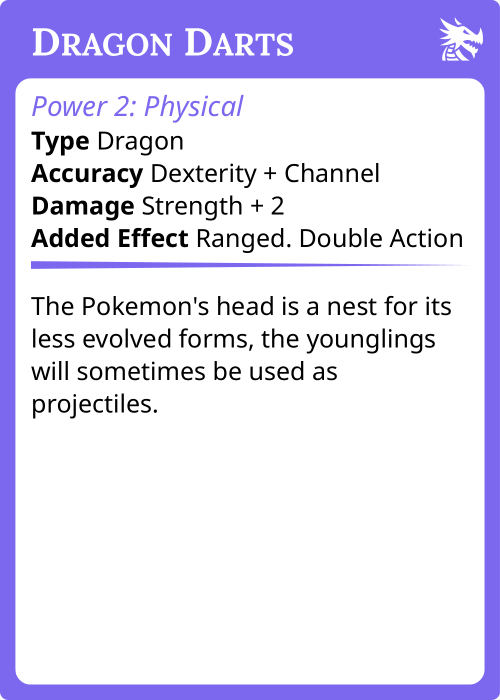 Dragon Darts
Power 2: Physical
Type Dragon
Accuracy Dexterity + Channel
Damage Strength + 2
Added Effect Ranged. Double Action
The Pokemon's head is a nest for its
less evolved forms, the younglings
will sometimes be used as
projectiles.